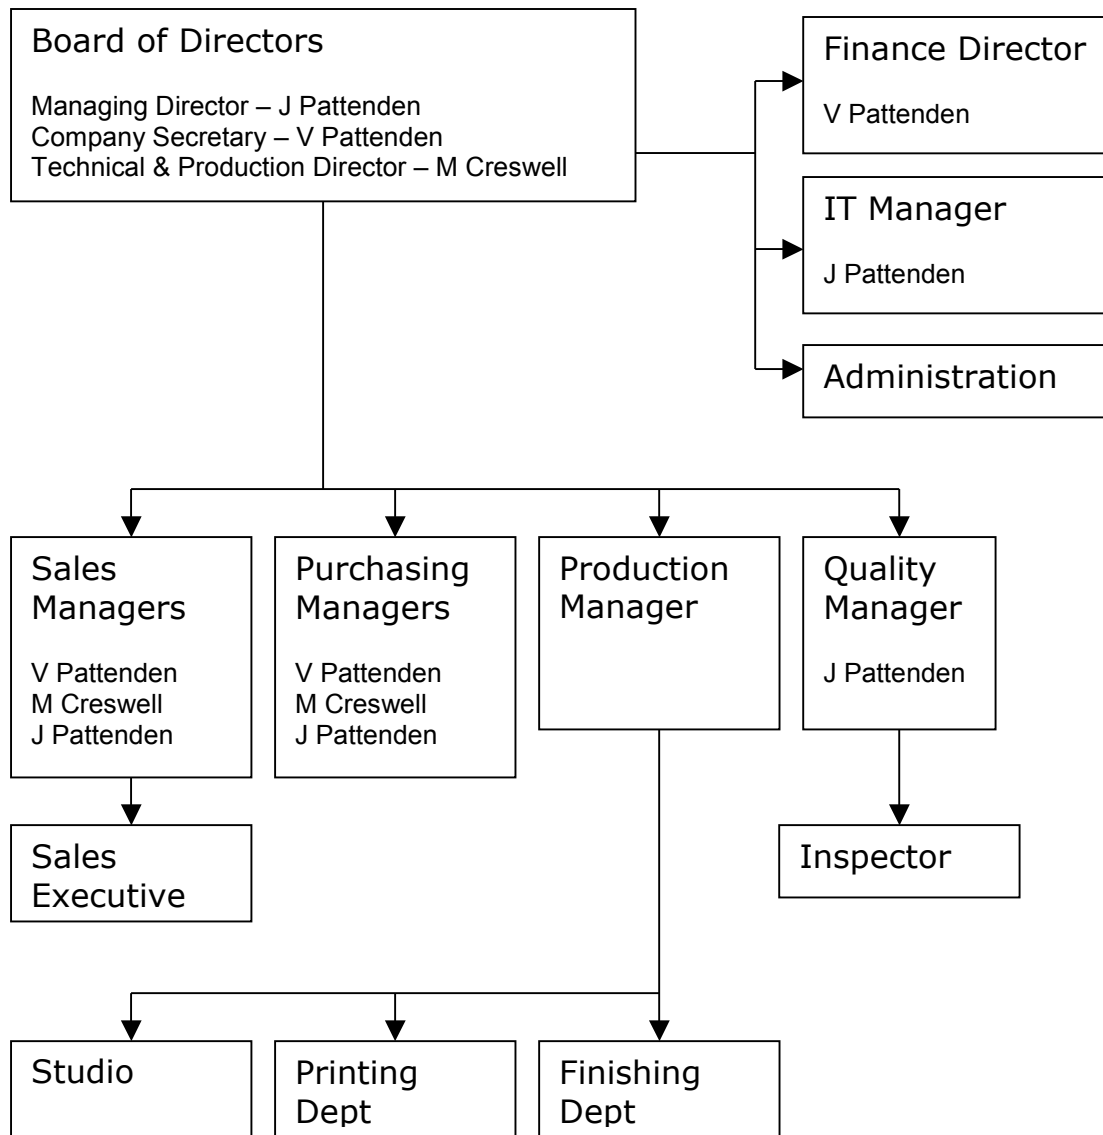 Board of Directors
Managing Director – J Pattenden
Company Secretary – V Pattenden
Technical & Production Director – M Creswell
Finance Director
V Pattenden
IT Manager
J Pattenden
Administration
Sales
Managers
V Pattenden
M Creswell
J Pattenden
Purchasing
Managers
V Pattenden
M Creswell
J Pattenden
Production
Manager
Quality
Manager
J Pattenden
Sales
Executive
Inspector
Studio
Printing
Dept
Finishing
Dept